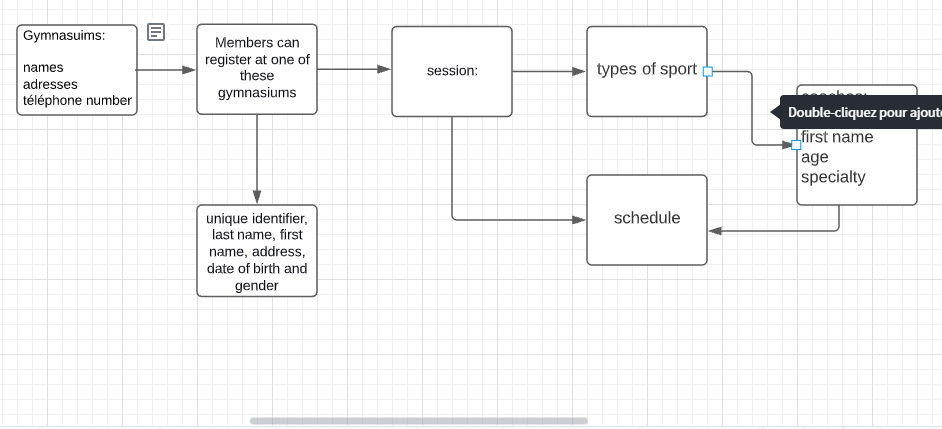 Gymnasuims:
names
adresses
téléphone number
Members can
register at one of
these
gymnasiums
session:
types of sport
Double-cliquez pour ajout
first name
age
specialty
schedule
unique identifier,
last name, first
name, address,
date of birth and
gender